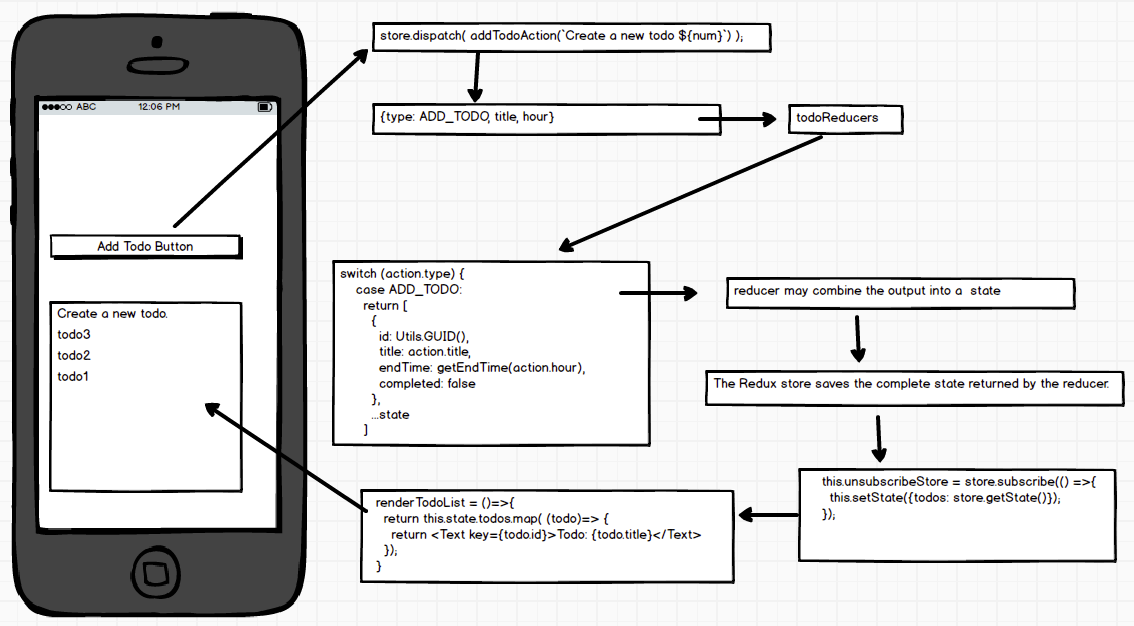 ABC 12:06 PM
Add Todo Button
Create a new todo.
todo3
todo2
todo1
store.dispatch( addTodoAction(`Create a new todo ${num}`) );
{type: ADD_TODO, title, hour}
todoReducers
switch (action.type) {
case ADD_TODO:
return [
{
id: Utils.GUID(),
title: action.title,
endTime: getEndTime(action.hour),
completed: false
},
...state
]
reducer may combine the output into a  state
The Redux store saves the complete state returned by the reducer.
this.unsubscribeStore = store.subscribe(() =>{
this.setState({todos: store.getState()});
});
renderTodoList = ()=>{
return this.state.todos.map( (todo)=> {
return <Text key={todo.id}>Todo: {todo.title}</Text>
});
}